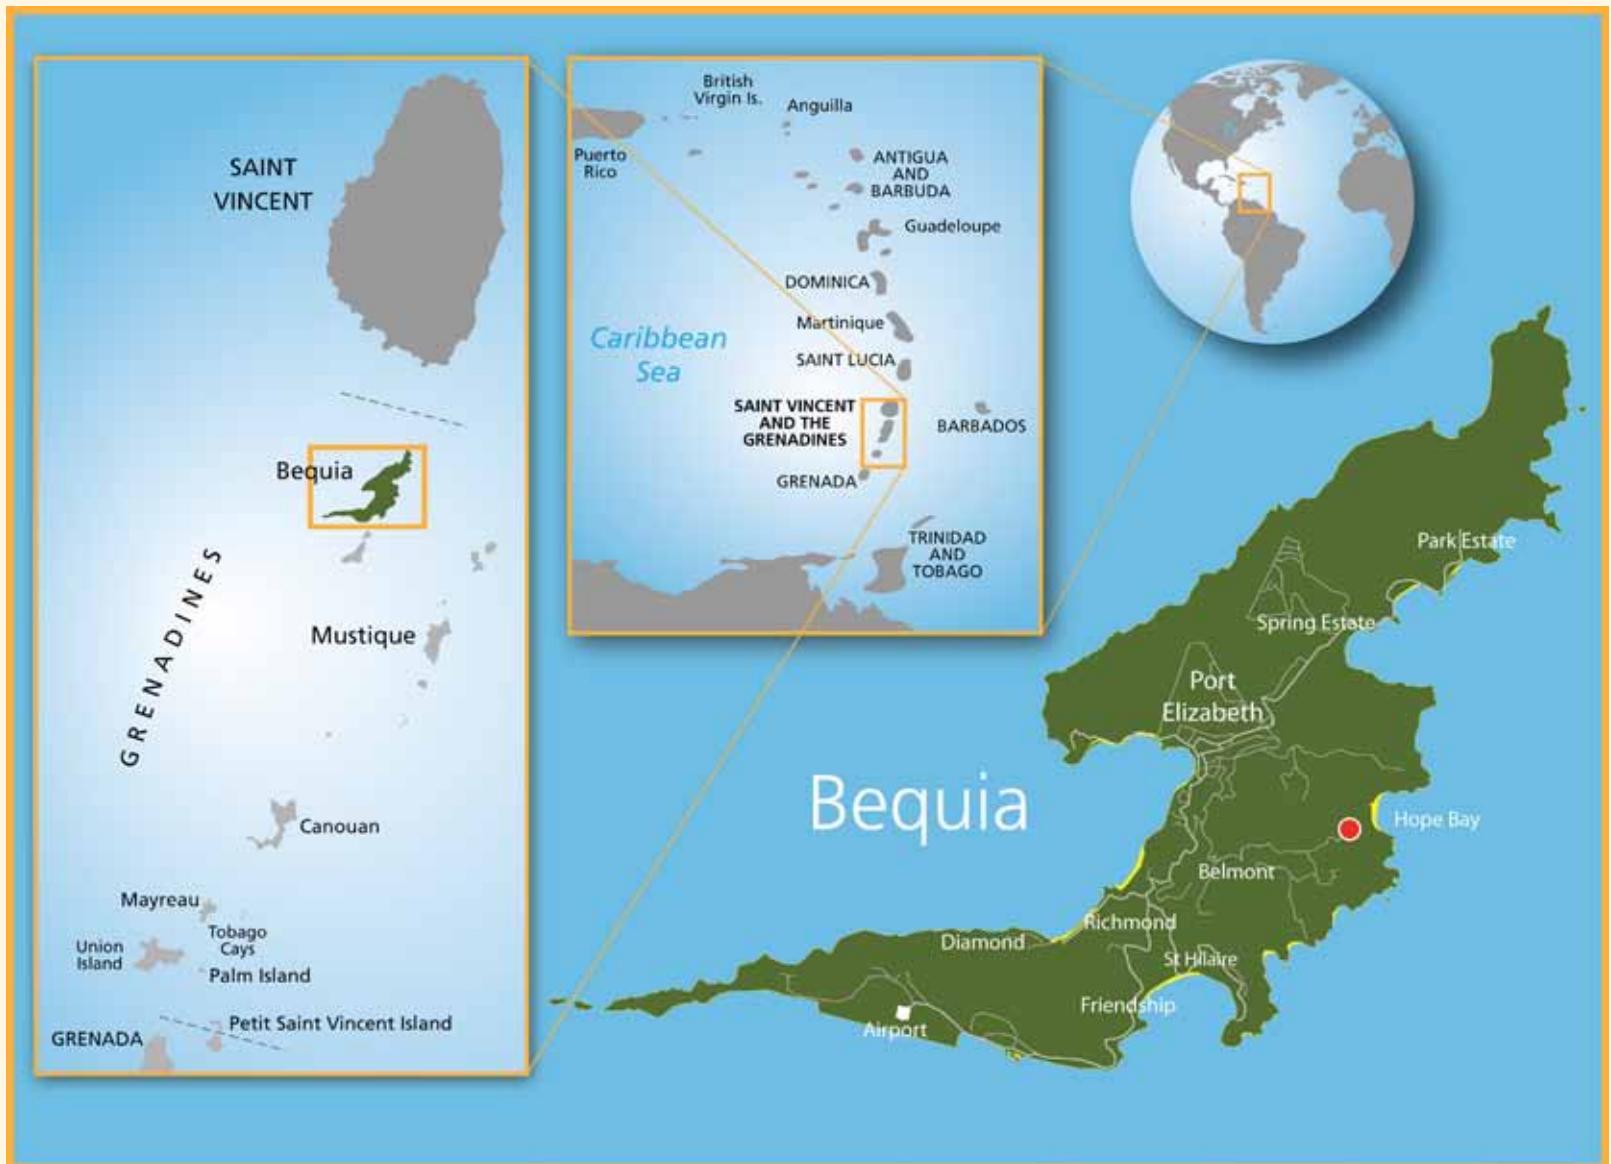 SAINT
VINCENT
Bequia
GRENADINES
Mustique
Canouan
Mayreau
Tobago
Cays
Union
Island
Palm Island
Petit Saint Vincent Island
GRENADA
British
Virgin Is.
Anguilla
Puerto
Rico
ANTIGUA
AND
BARBUDA
Guadeloupe
DOMINICA
Martinique
Caribbean
Sea
SAINT LUCIA
SAINT VINCENT
AND THE
GRENADINES
BARBADOS
GRENADA
TRINIDAD
AND
TOBAGO
Park Estate
Spring Estate
Port
Elizabeth
Bequia
Hope Bay
Belmont
Richmond
Diamond
St Hilaire
Friendship
Airport